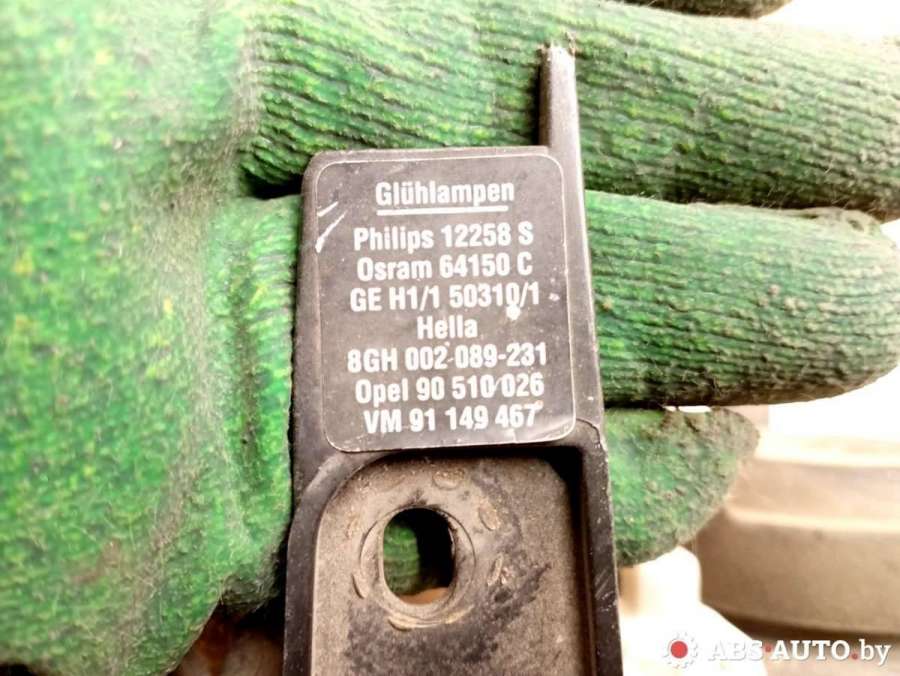 Glühlampen
Philips 12258 S
Osram 64150 C
GE H1/1 50310/1
Hella
8GH 002 089-231
Opel 90 510 026
VM 91 149 467
ABS-AUTO.by